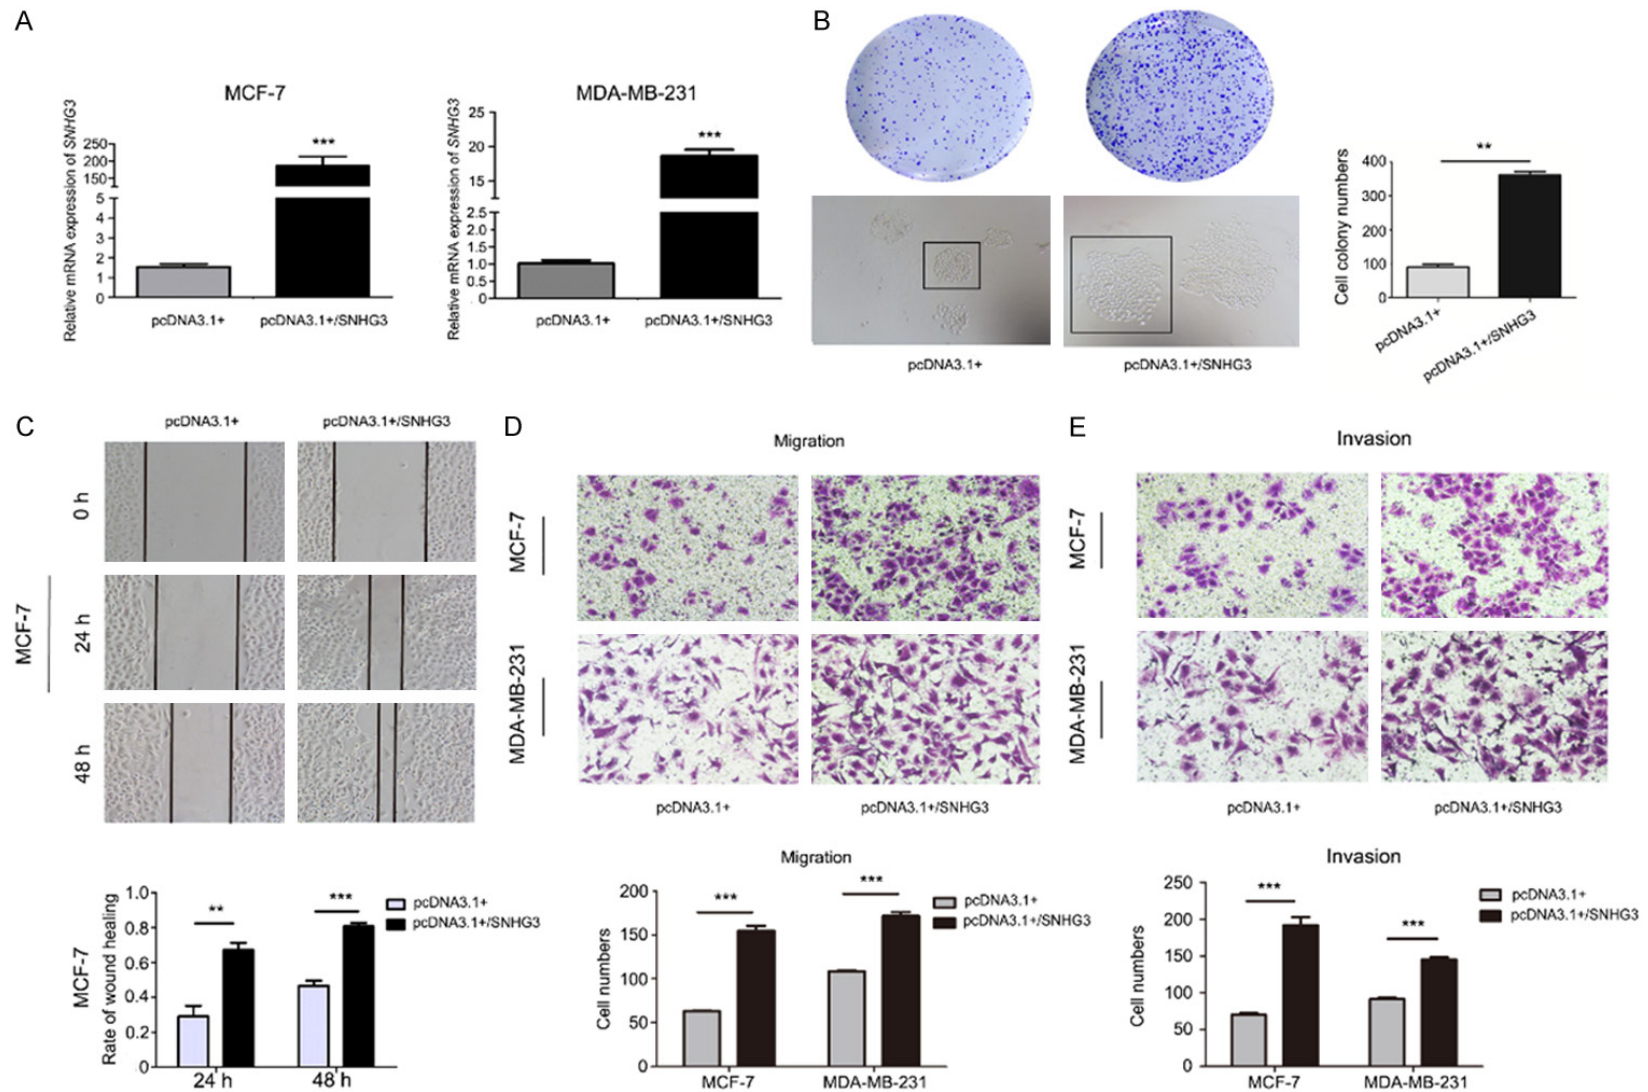 A
MCF-7
Relative mRNA expression of SNHG3
250
200
150
5
4
3
2
1
0
***
pcDNA3.1+
pcDNA3.1+/SNHG3
MDA-MB-231
Relative mRNA expression of SNHG3
25
20
15
2.5
2.0
1.5
1.0
0.5
0
***
pcDNA3.1+
pcDNA3.1+/SNHG3
B
pcDNA3.1+
pcDNA3.1+/SNHG3
Cell colony numbers
400
300
200
100
0
**
pcDNA3.1+
pcDNA3.1+/SNHG3
C
pcDNA3.1+
pcDNA3.1+/SNHG3
MCF-7
0 h
24 h
48 h
MCF-7
Rate of wound healing
1.0
0.8
0.6
0.4
0.2
0
**
***
pcDNA3.1+
pcDNA3.1+/SNHG3
24 h
48 h
D
Migration
MCF-7
MDA-MB-231
pcDNA3.1+
pcDNA3.1+/SNHG3
Migration
Cell numbers
200
150
100
50
0
***
***
pcDNA3.1+
pcDNA3.1+/SNHG3
MCF-7
MDA-MB-231
E
Invasion
MCF-7
MDA-MB-231
pcDNA3.1+
pcDNA3.1+/SNHG3
Invasion
Cell numbers
250
200
150
100
50
0
***
***
pcDNA3.1+
pcDNA3.1+/SNHG3
MCF-7
MDA-MB-231